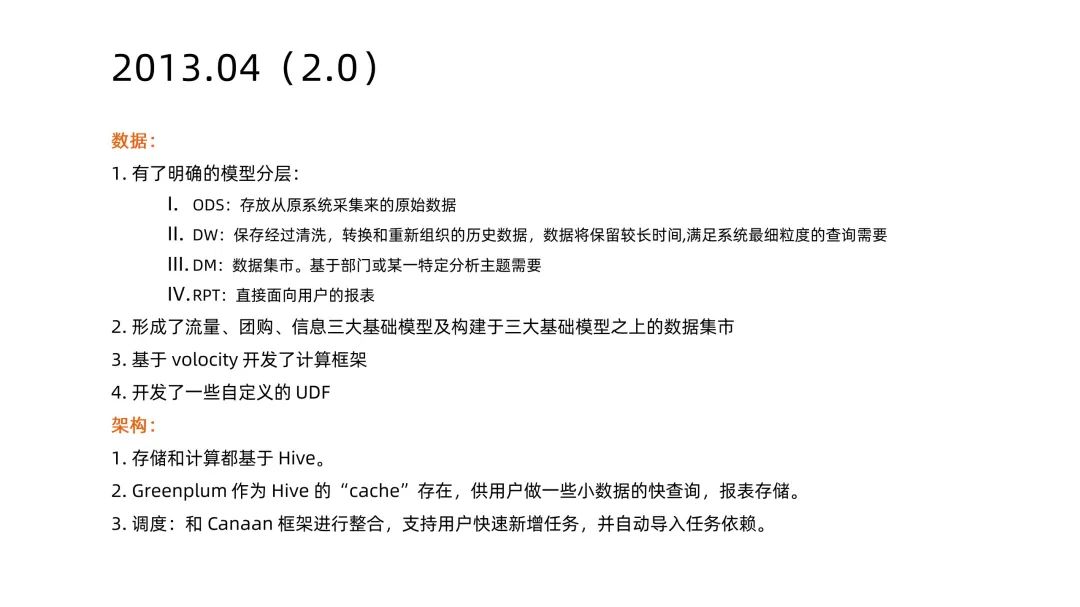 2013.04（2.0）
数据：
1. 有了明确的模型分层：
I. ODS：存放从原系统采集来的原始数据
II. DW：保存经过清洗，转换和重新组织的历史数据，数据将保留较长时间,满足系统最细粒度的查询需要
III. DM：数据集市。基于部门或某一特定分析主题需要
IV. RPT：直接面向用户的报表
2. 形成了流量、团购、信息三大基础模型及构建于三大基础模型之上的数据集市
3. 基于 volocity 开发了计算框架
4. 开发了一些自定义的 UDF
架构：
1. 存储和计算都基于 Hive。
2. Greenplum 作为 Hive 的“cache”存在，供用户做一些小数据的快查询，报表存储。
3. 调度：和 Canaan 框架进行整合，支持用户快速新增任务，并自动导入任务依赖。